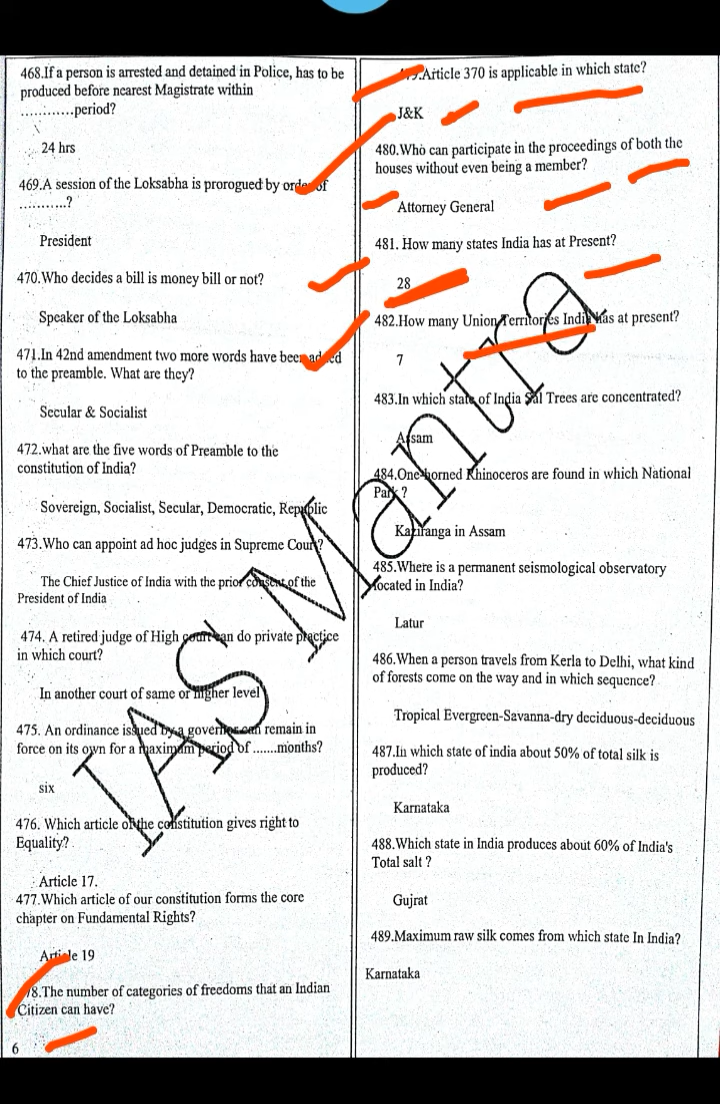 468.If a person is arrested and detained in Police, has to be
produced before nearest Magistrate within
............period?
24 hrs
469.A session of the Loksabha is prorogued by order of
...........?
President
470.Who decides a bill is money bill or not?
Speaker of the Loksabha
471.In 42nd amendment two more words have been added
to the preamble. What are they?
Secular & Socialist
472.what are the five words of Preamble to the
constitution of India?
Sovereign, Socialist, Secular, Democratic, Republic
473.Who can appoint ad hoc judges in Supreme Court?
The Chief Justice of India with the prior consent of the
President of India
474. A retired judge of High court can do private practice
in which court?
In another court of same or higher level
475. An ordinance issued by a governor can remain in
force on its own for a maximum period of .......months?
six
476. Which article of the constitution gives right to
Equality?
Article 17.
477.Which article of our constitution forms the core
chapter on Fundamental Rights?
Article 19
478.The number of categories of freedoms that an Indian
Citizen can have?
6
479.Article 370 is applicable in which state?
J&K
480.Who can participate in the proceedings of both the
houses without even being a member?
Attorney General
481. How many states India has at Present?
28
482.How many Union Territories India has at present?
7
483.In which state of India Sal Trees are concentrated?
Assam
484.One-horned Rhinoceros are found in which National
Park ?
Kaziranga in Assam
485.Where is a permanent seismological observatory
located in India?
Latur
486.When a person travels from Kerla to Delhi, what kind
of forests come on the way and in which sequence?
Tropical Evergreen-Savanna-dry deciduous-deciduous
487.In which state of india about 50% of total silk is
produced?
Karnataka
488.Which state in India produces about 60% of India's
Total salt ?
Gujrat
489.Maximum raw silk comes from which state In India?
Karnataka
IAS Mantra